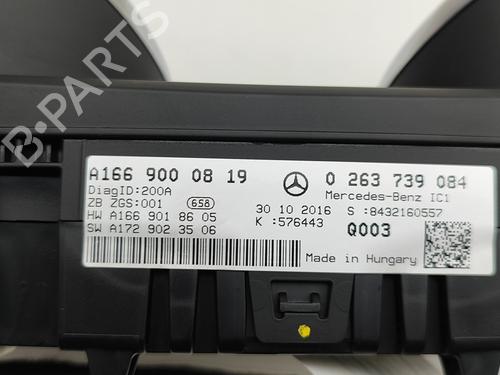 A166 900 08 19 0 263 739 084
DiagID:200A Mercedes-Benz IC1
ZB ZGS:001 658 30 10 2016 S :8432160557
HW A166 901 86 05 K :576443 Q003
SW A172 902 35 06
Made in Hungary
B-PARTS